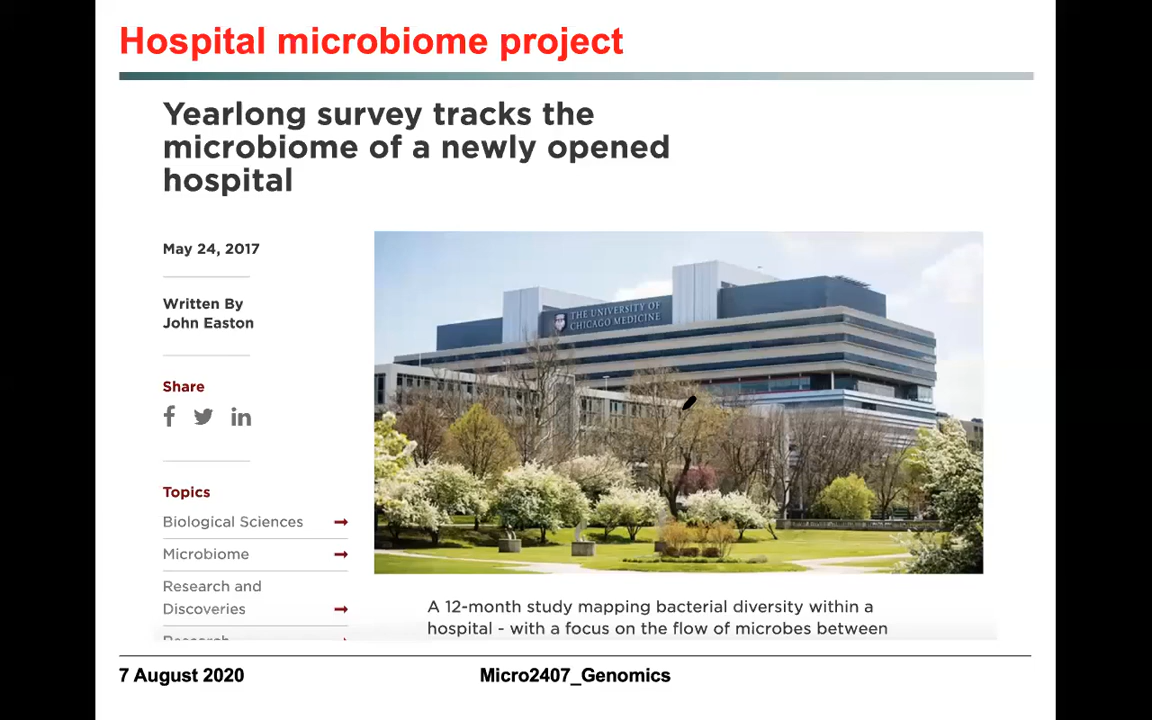 Hospital microbiome project
Yearlong survey tracks the
microbiome of a newly opened
hospital
May 24, 2017
Written By
John Easton
Share
Topics
Biological Sciences
Microbiome
Research and
Discoveries
Research
THE UNIVERSITY OF
CHICAGO MEDICINE
A 12-month study mapping bacterial diversity within a
hospital - with a focus on the flow of microbes between
7 August 2020
Micro2407_Genomics